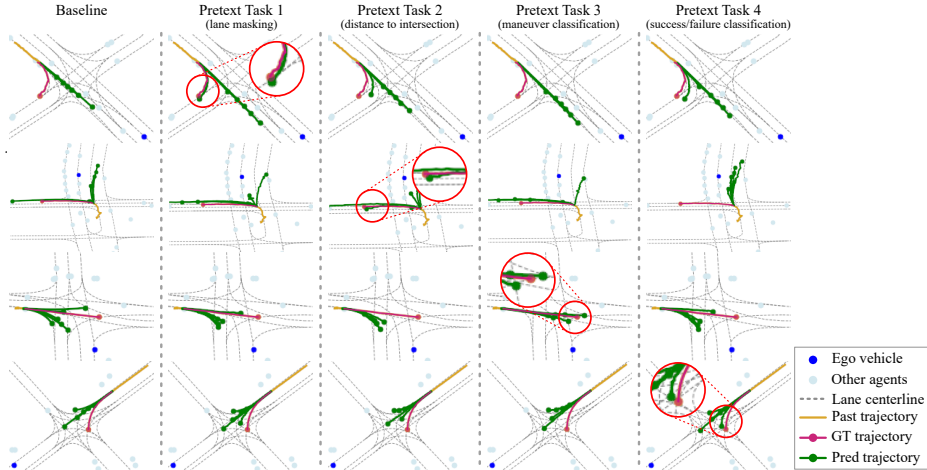 Baseline
Pretext Task 1
(lane masking)
Pretext Task 2
(distance to intersection)
Pretext Task 3
(maneuver classification)
Pretext Task 4
(success/failure classification)
Ego vehicle
Other agents
Lane centerline
Past trajectory
GT trajectory
Pred trajectory